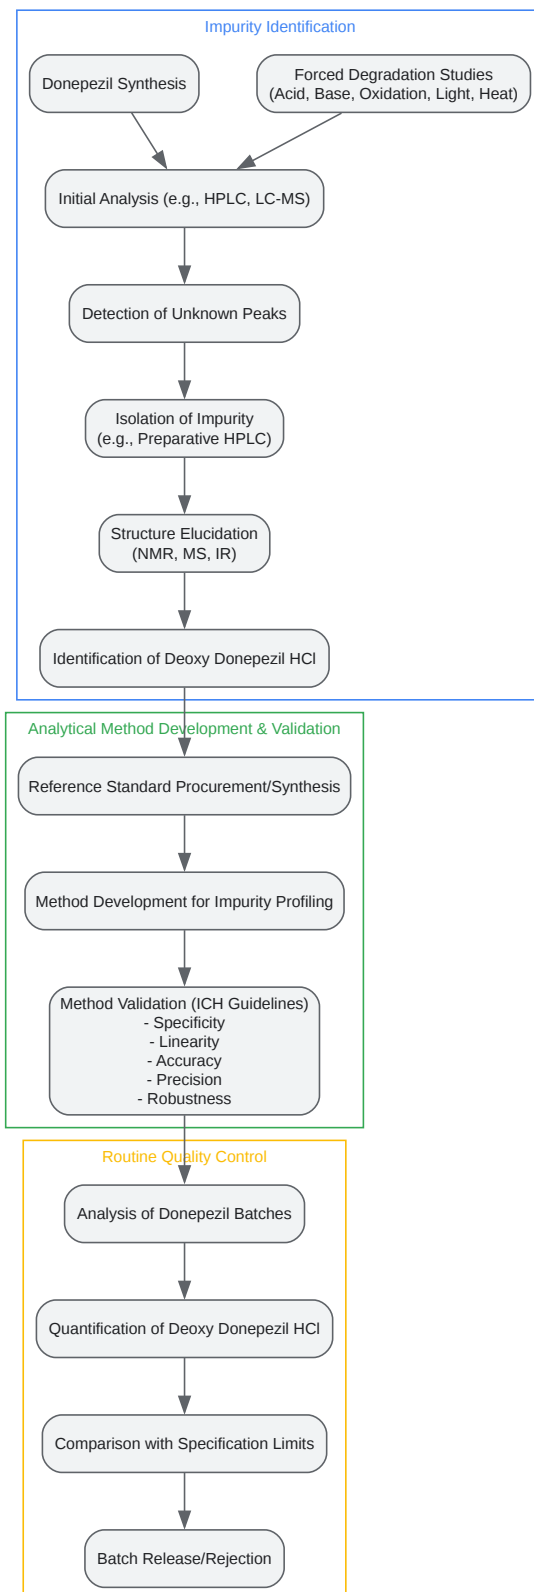 Impurity Identification
Donepezil Synthesis
Forced Degradation Studies
(Acid, Base, Oxidation, Light, Heat)
Initial Analysis (e.g., HPLC, LC-MS)
Detection of Unknown Peaks
Isolation of Impurity
(e.g., Preparative HPLC)
Structure Elucidation
(NMR, MS, IR)
Identification of Deoxy Donepezil HCl
Analytical Method Development & Validation
Reference Standard Procurement/Synthesis
Method Development for Impurity Profiling
Method Validation (ICH Guidelines)
- Specificity
- Linearity
- Accuracy
- Precision
- Robustness
Routine Quality Control
Analysis of Donepezil Batches
Quantification of Deoxy Donepezil HCl
Comparison with Specification Limits
Batch Release/Rejection